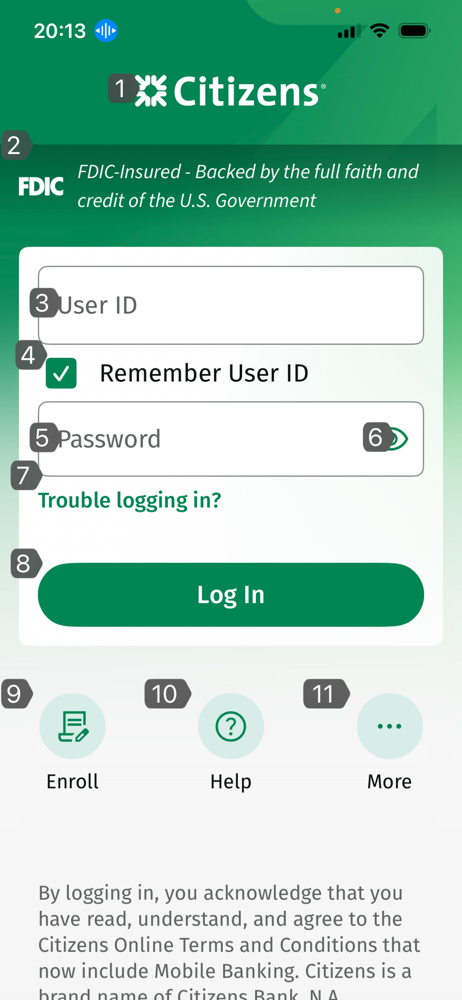 20:13
1 Citizens®
2
FDIC FDIC-Insured - Backed by the full faith and
credit of the U.S. Government
3 User ID
4
Remember User ID
5 Password 6
7
Trouble logging in?
8
Log In
9 10 11
Enroll Help More
By logging in, you acknowledge that you
have read, understand, and agree to the
Citizens Online Terms and Conditions that
now include Mobile Banking. Citizens is a
brand name of Citizens Bank, N.A.